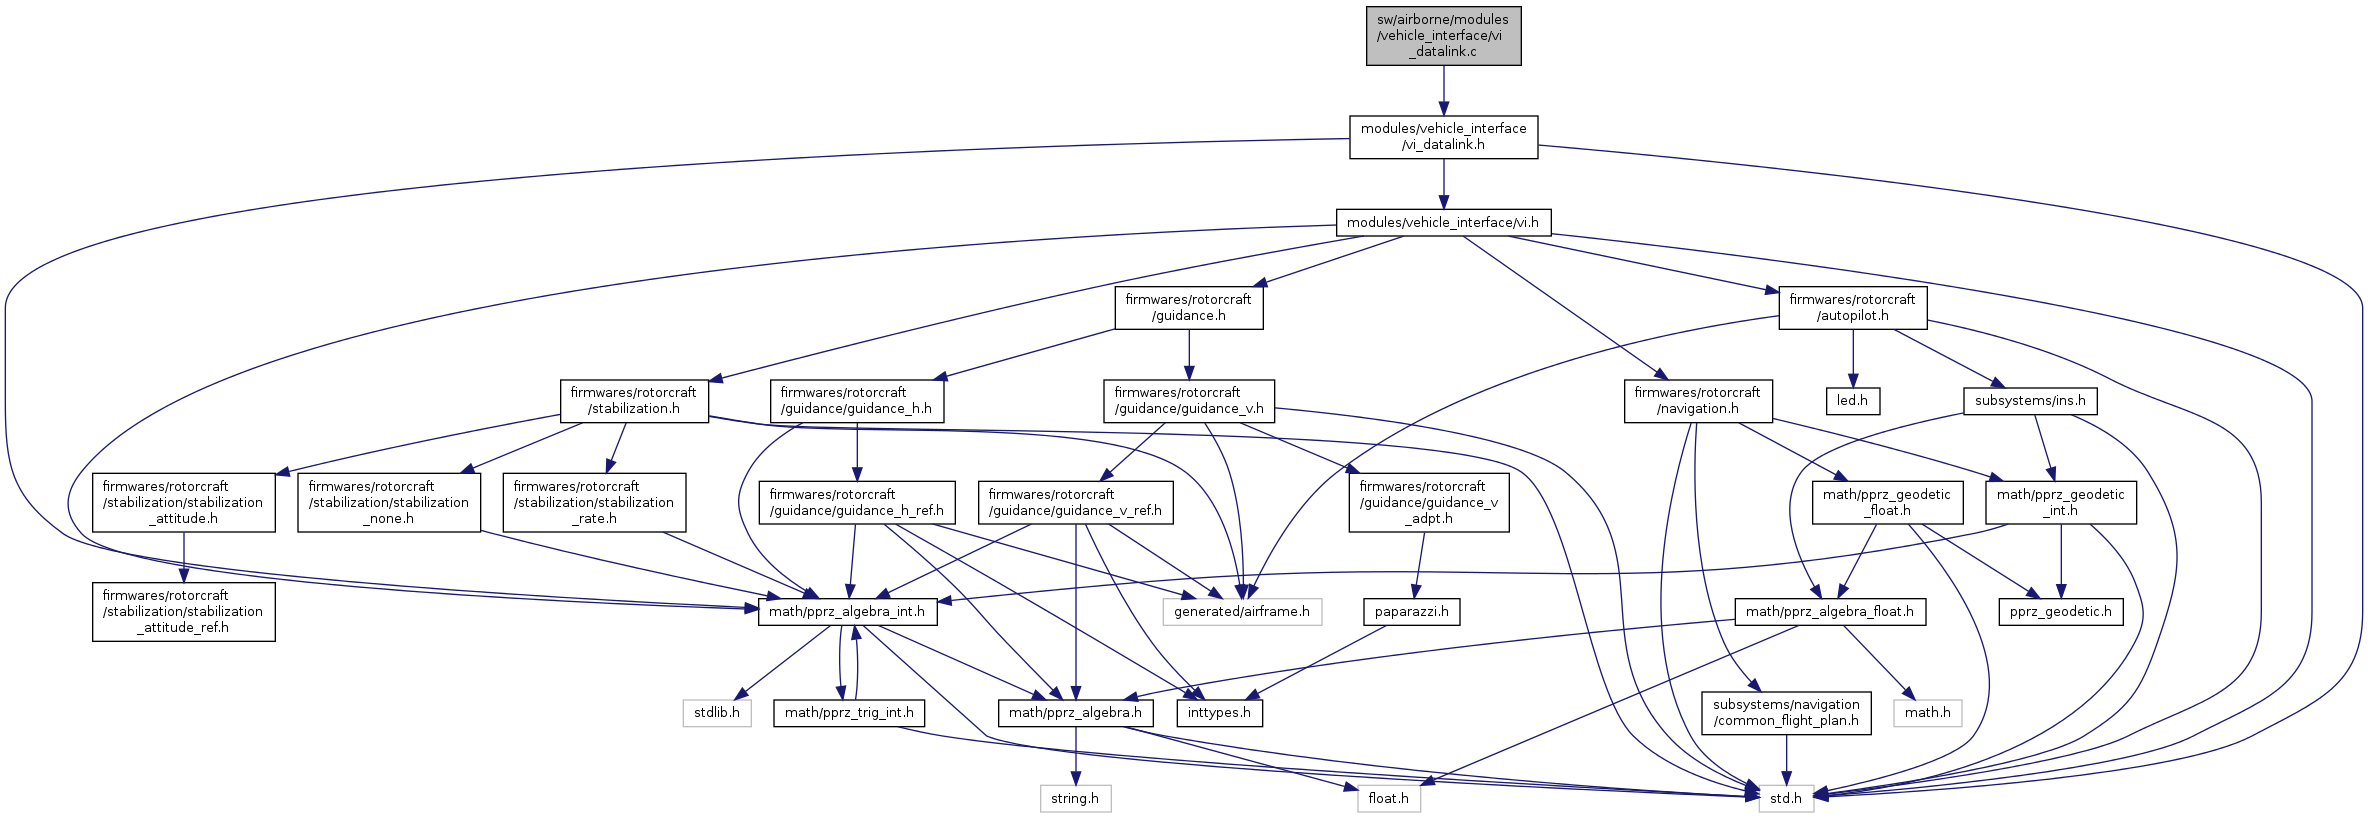 sw/airborne/modules
/vehicle_interface/vi
_datalink.c
modules/vehicle_interface
/vi_datalink.h
modules/vehicle_interface/vi.h
firmwares/rotorcraft
/guidance.h
firmwares/rotorcraft
/autopilot.h
firmwares/rotorcraft
/stabilization.h
firmwares/rotorcraft
/guidance/guidance_h.h
firmwares/rotorcraft
/guidance/guidance_v.h
firmwares/rotorcraft
/navigation.h
led.h
subsystems/ins.h
firmwares/rotorcraft
/stabilization/stabilization
_attitude.h
firmwares/rotorcraft
/stabilization/stabilization
_none.h
firmwares/rotorcraft
/stabilization/stabilization
_rate.h
firmwares/rotorcraft
/guidance/guidance_h_ref.h
firmwares/rotorcraft
/guidance/guidance_v_ref.h
firmwares/rotorcraft
/guidance/guidance_v
_adpt.h
math/pprz_geodetic
_float.h
math/pprz_geodetic
_int.h
firmwares/rotorcraft
/stabilization/stabilization
_attitude_ref.h
math/pprz_algebra_int.h
generated/airframe.h
paparazzi.h
math/pprz_algebra_float.h
pprz_geodetic.h
stdlib.h
math/pprz_trig_int.h
math/pprz_algebra.h
inttypes.h
subsystems/navigation
/common_flight_plan.h
math.h
string.h
float.h
std.h